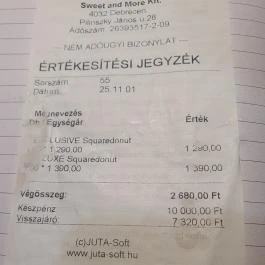 Sweet and More Kft.
4032 Debrecen
Piénszky János u.28
Adószám: 26393517-2-09
NEM ADÓÜGYI BIZONYLAT
ÉRTÉKESÍTÉSI JEGYZÉK
Sorszám: 55
Dátum: 25.11.01
Megnevezés
Db Egységár Érték
LUSIVE Squaredonut
* 1 290,00 1 290,00
LUXE Squaredonut
* 1 390,00 1 390,00
Végösszeg: 2 680,00 Ft
Készpénz 10 000,00 Ft
Visszajáró: 7 320,00 Ft
(c)JUTA-Soft
www.juta-soft.hu